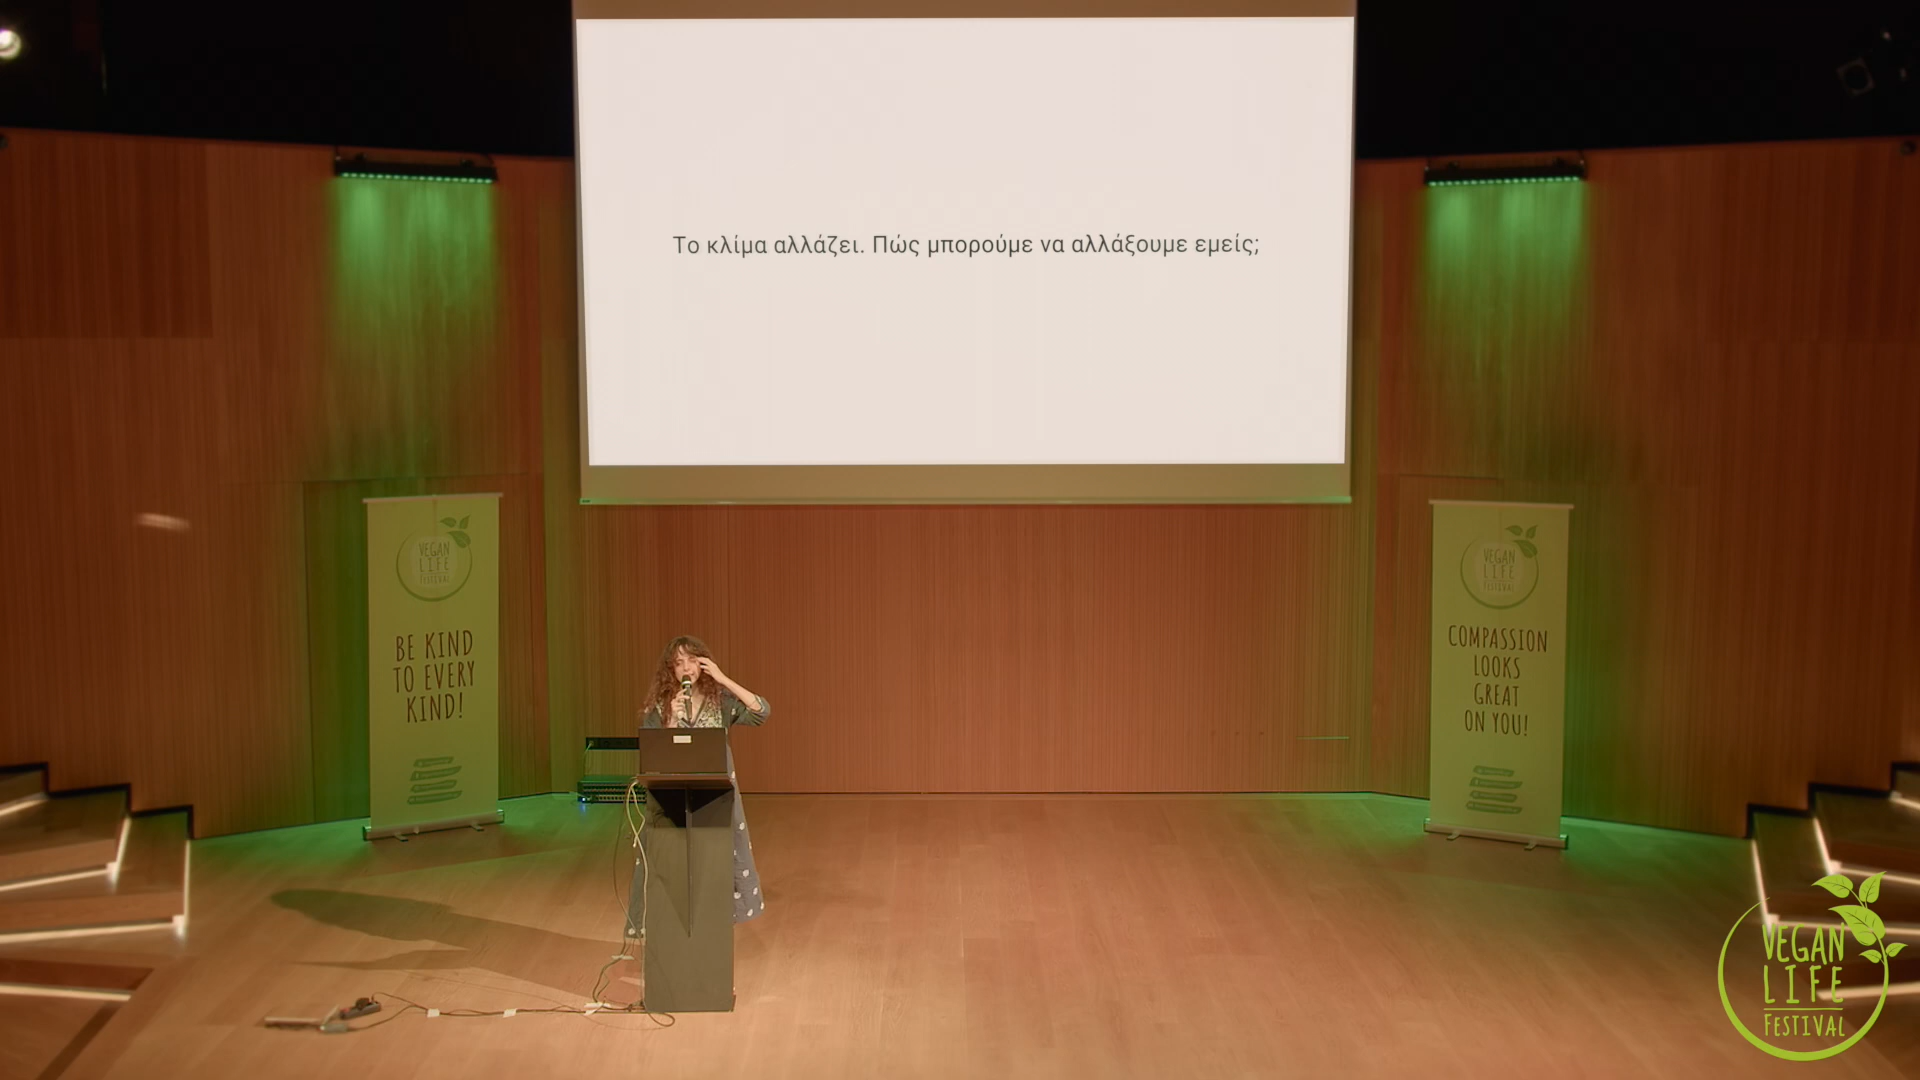 Το κλίμα αλλάζει. Πώς μπορούμε να αλλάξουμε εμείς;
VEGAN
LIFE
FESTIVAL
BE KIND
TO EVERY
KIND!
VEGAN
LIFE
FESTIVAL
COMPASSION
LOOKS
GREAT
ON YOU!
VEGAN
LIFE
FESTIVAL